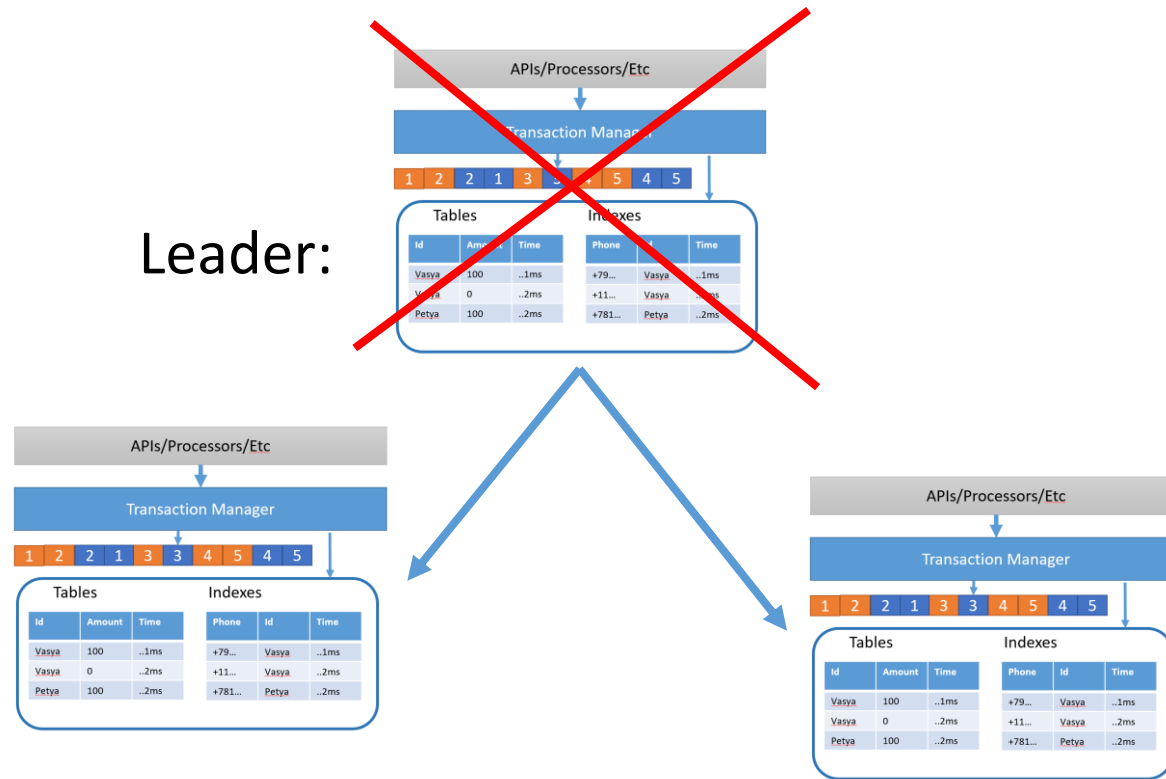 APIs/Processors/Etc
Transaction Manager
1 2 2 1 3 3 4 5 4 5
Leader:
Tables Indexes
Id Amount Time Phone Id Time
Vasya 100 ..1ms +79... Vasya ..1ms
Vasya 0 ..2ms +11... Vasya ..2ms
Petya 100 ..2ms +781... Petya ..2ms
APIs/Processors/Etc
Transaction Manager
1 2 2 1 3 3 4 5 4 5
Tables Indexes
Id Amount Time Phone Id Time
Vasya 100 ..1ms +79... Vasya ..1ms
Vasya 0 ..2ms +11... Vasya ..2ms
Petya 100 ..2ms +781... Petya ..2ms
APIs/Processors/Etc
Transaction Manager
1 2 2 1 3 3 4 5 4 5
Tables Indexes
Id Amount Time Phone Id Time
Vasya 100 ..1ms +79... Vasya ..1ms
Vasya 0 ..2ms +11... Vasya ..2ms
Petya 100 ..2ms +781... Petya ..2ms